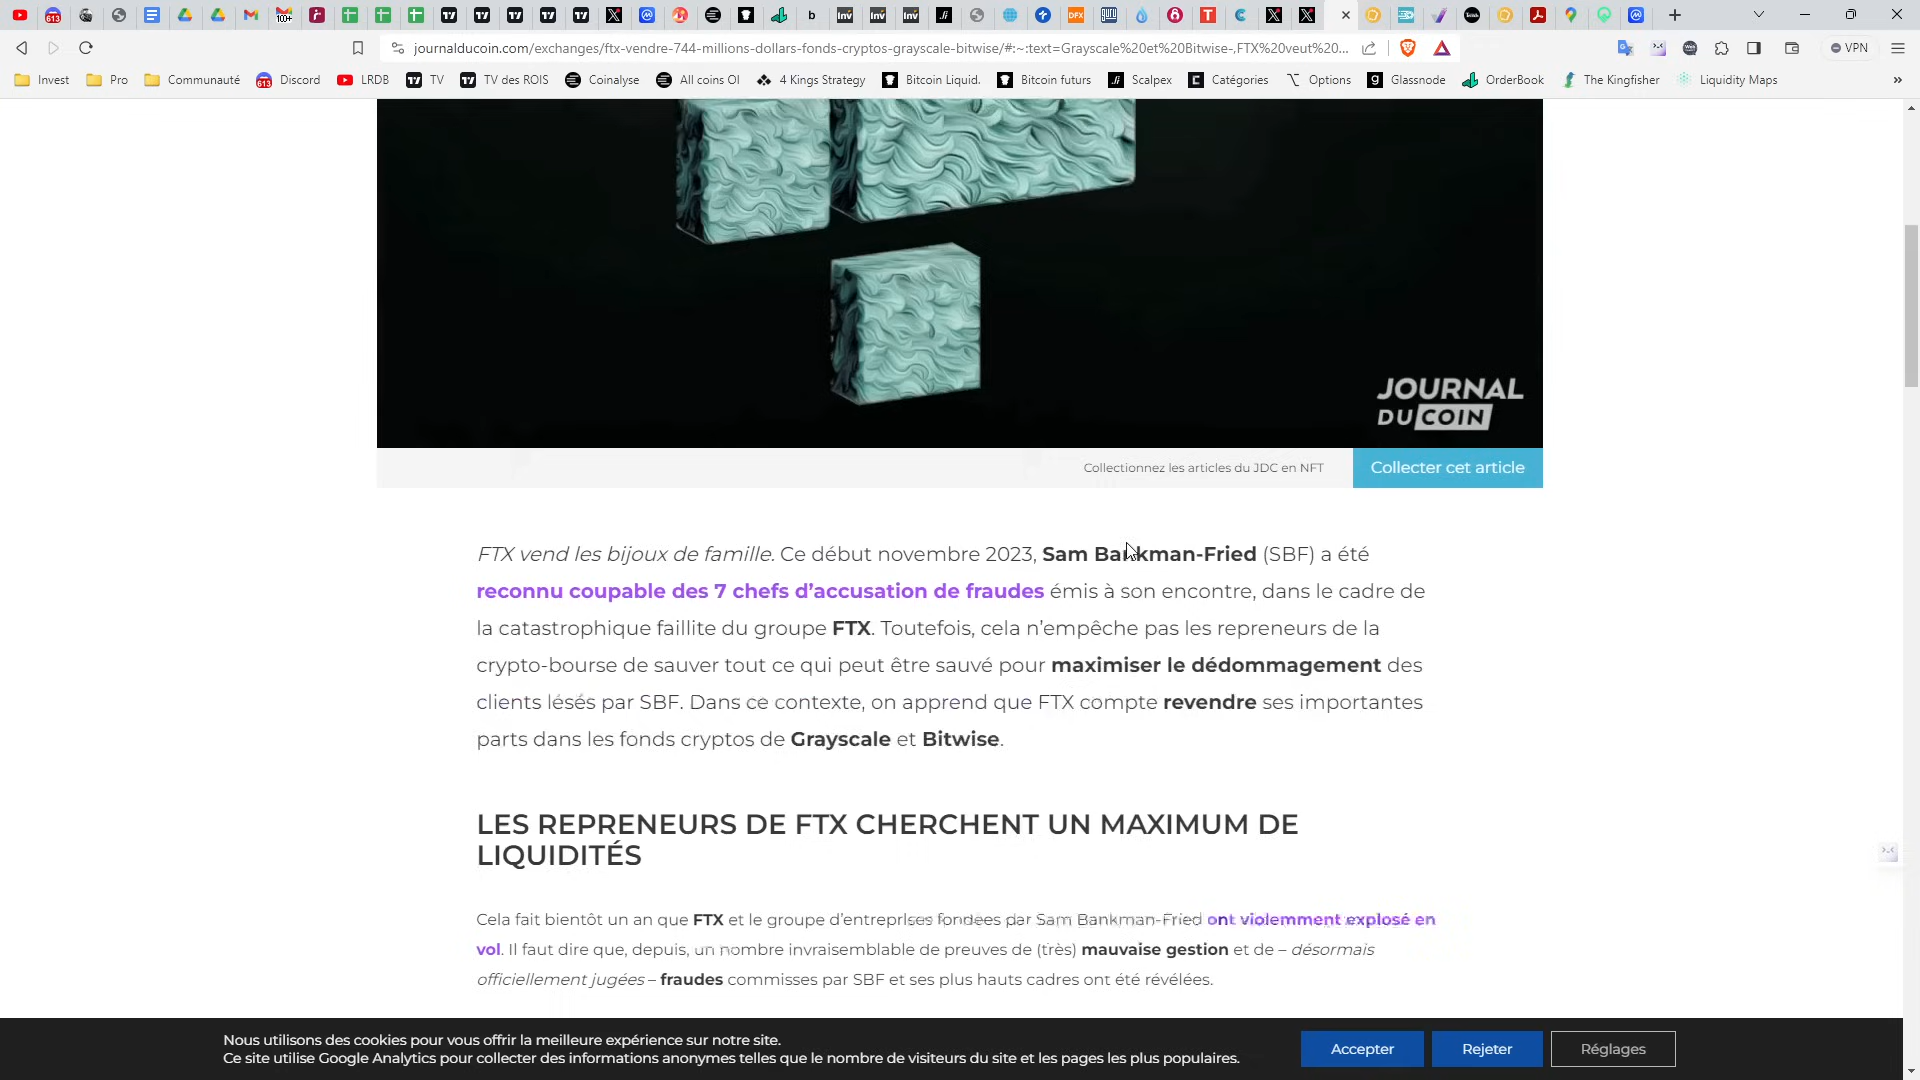 journalducoin.com/exchanges/ftx-vendre-744-millions-dollars-fonds-cryptos-grayscale-bitwise/#:~:text=Grayscale%20et%20Bitwise-,FTX%20veut%20...
VPN
Invest
Pro
Communauté
Discord
LRDB
TV
TV des ROIS
Coinalyse
All coins OI
4 Kings Strategy
Bitcoin Liquid.
Bitcoin futurs
Scalpex
Catégories
Options
Glassnode
OrderBook
The Kingfisher
Liquidity Maps
JOURNAL
DU COIN
Collectionnez les articles du JDC en NFT
Collecter cet article
FTX vend les bijoux de famille. Ce début novembre 2023, Sam Bankman-Fried (SBF) a été
reconnu coupable des 7 chefs d’accusation de fraudes émis à son encontre, dans le cadre de
la catastrophique faillite du groupe FTX. Toutefois, cela n’empêche pas les repreneurs de la
crypto-bourse de sauver tout ce qui peut être sauvé pour maximiser le dédommagement des
clients lésés par SBF. Dans ce contexte, on apprend que FTX compte revendre ses importantes
parts dans les fonds cryptos de Grayscale et Bitwise.
LES REPRENEURS DE FTX CHERCHENT UN MAXIMUM DE
LIQUIDITÉS
Cela fait bientôt un an que FTX et le groupe d’entreprises fondées par Sam Bankman-Fried ont violemment explosé en
vol. Il faut dire que, depuis, un nombre invraisemblable de preuves de (très) mauvaise gestion et de – désormais
officiellement jugées – fraudes commisses par SBF et ses plus hauts cadres ont été révélées.
Nous utilisons des cookies pour vous offrir la meilleure expérience sur notre site.
Ce site utilise Google Analytics pour collecter des informations anonymes telles que le nombre de visiteurs du site et les pages les plus populaires.
Accepter
Rejeter
Réglages